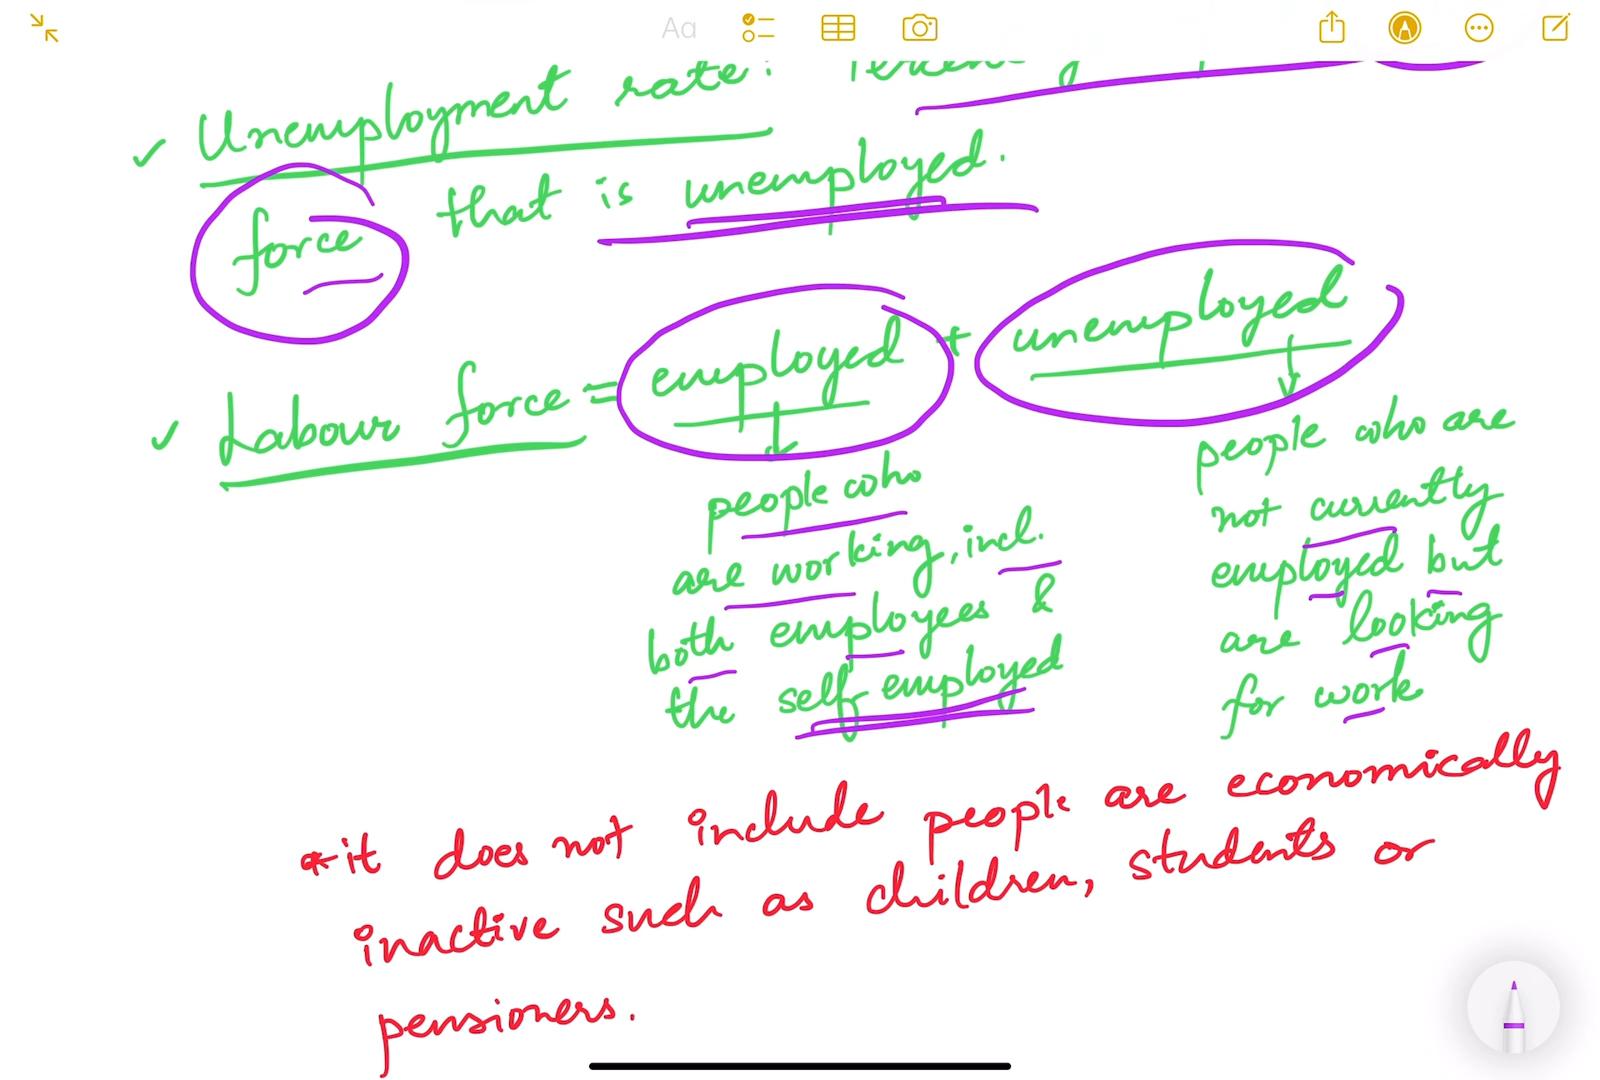 Aa
Unemployment rate:
force that is unemployed.
Labour force = employed + unemployed
people who
are working, incl.
both employees &
the self employed
people who are
not currently
employed but
are looking
for work
*it does not include people are economically
inactive such as children, students or
pensioners.